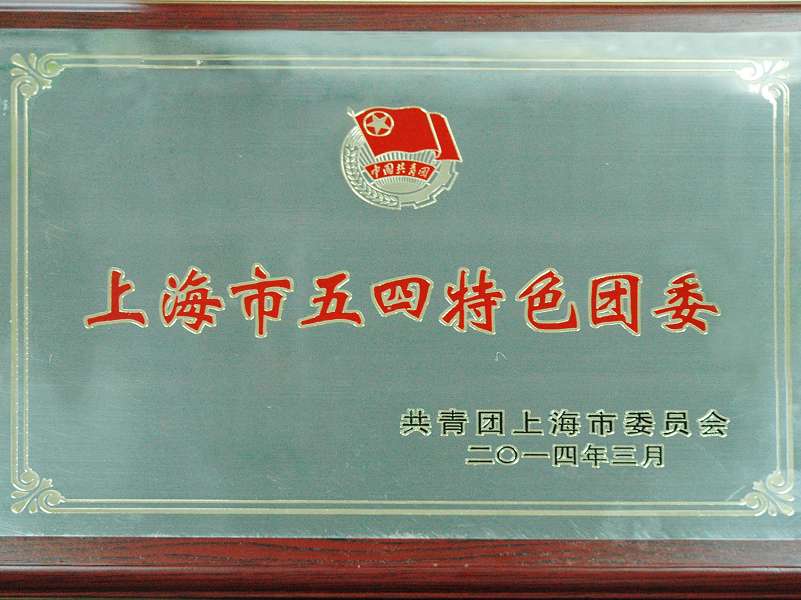 中国共青团
上海市五四特色团委
共青团上海市委员会
二〇一四年三月